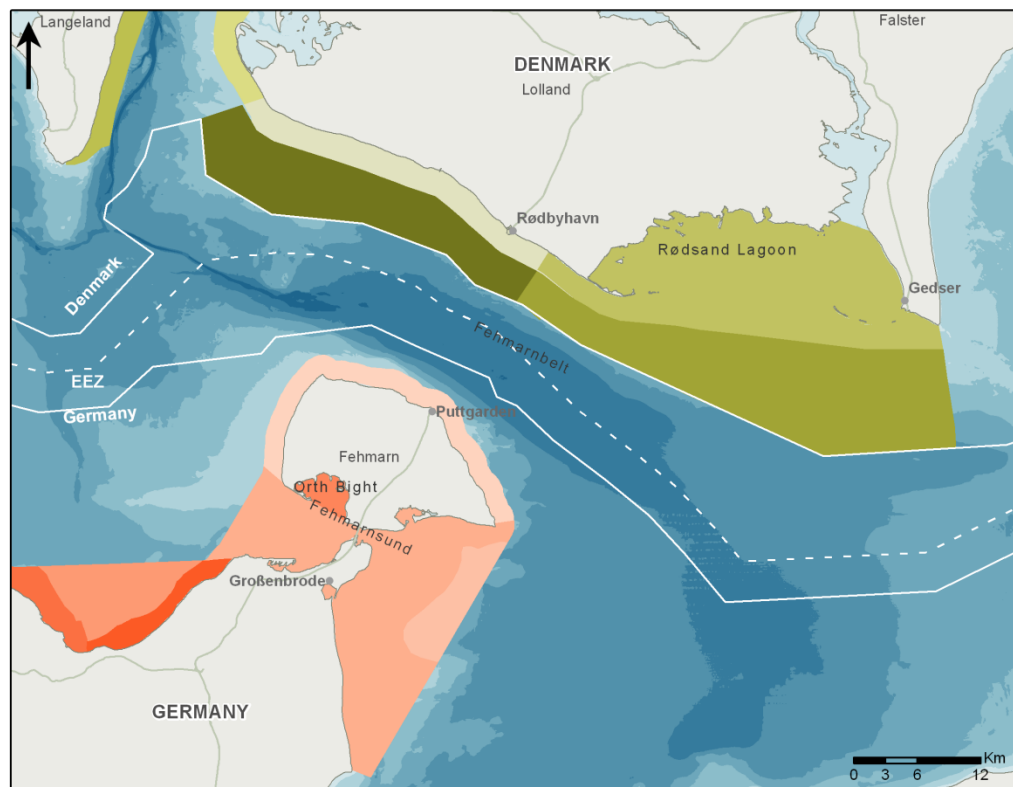 Langeland
Falster
DENMARK
Lolland
Rødbyhavn
Rødsand Lagoon
Gedser
Denmark
Fehmarnbelt
EEZ
Germany
Puttgarden
Fehmarn
Orth Bight
Fehmarnsund
Großenbrode
GERMANY
Km
0 3 6 12